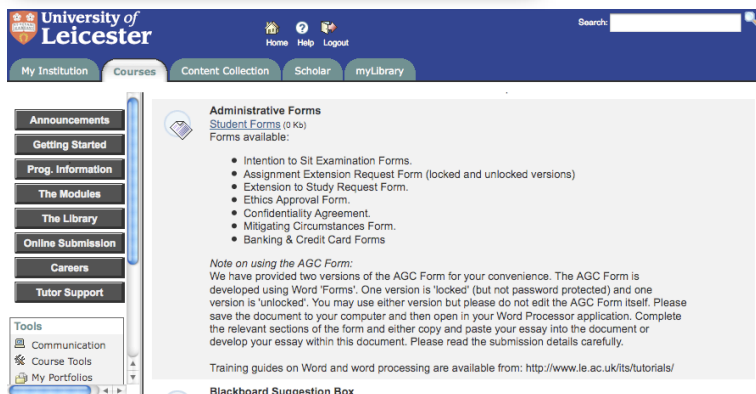 University of
Leicester
Home Help Logout
Search:
My Institution Courses Content Collection Scholar myLibrary
Announcements
Getting Started
Prog. Information
The Modules
The Library
Online Submission
Careers
Tutor Support
Tools
Communication
Course Tools
My Portfolios
Administrative Forms
Student Forms (0 Kb)
Forms available:
Intention to Sit Examination Forms.
Assignment Extension Request Form (locked and unlocked versions)
Extension to Study Request Form.
Ethics Approval Form.
Confidentiality Agreement.
Mitigating Circumstances Form.
Banking & Credit Card Forms
Note on using the AGC Form:
We have provided two versions of the AGC Form for your convenience. The AGC Form is
developed using Word 'Forms'. One version is 'locked' (but not password protected) and one
version is 'unlocked'. You may use either version but please do not edit the AGC Form itself. Please
save the document to your computer and then open in your Word Processor application. Complete
the relevant sections of the form and either copy and paste your essay into the document or
develop your essay within this document. Please read the submission details carefully.
Training guides on Word and word processing are available from: http://www.le.ac.uk/its/tutorials/
Blackboard Suggestion Box